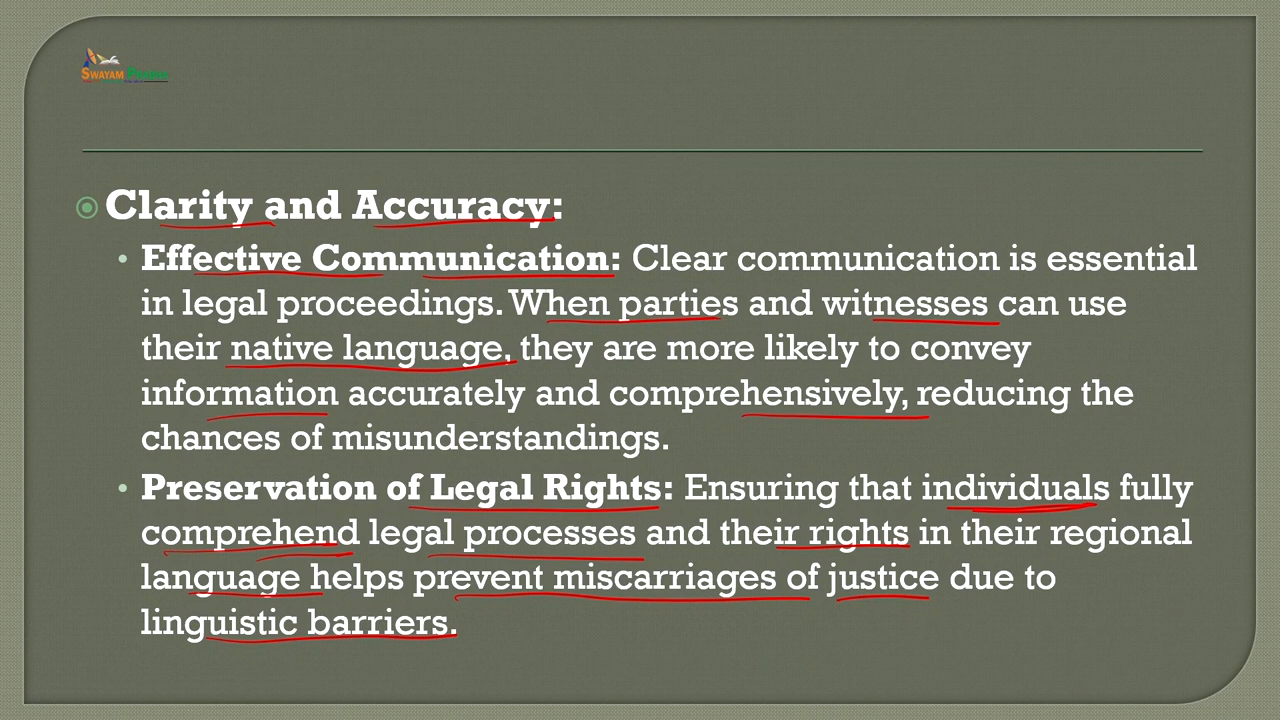 SWAYAM PRABHA
Clarity and Accuracy:
Effective Communication: Clear communication is essential
in legal proceedings. When parties and witnesses can use
their native language, they are more likely to convey
information accurately and comprehensively, reducing the
chances of misunderstandings.
Preservation of Legal Rights: Ensuring that individuals fully
comprehend legal processes and their rights in their regional
language helps prevent miscarriages of justice due to
linguistic barriers.